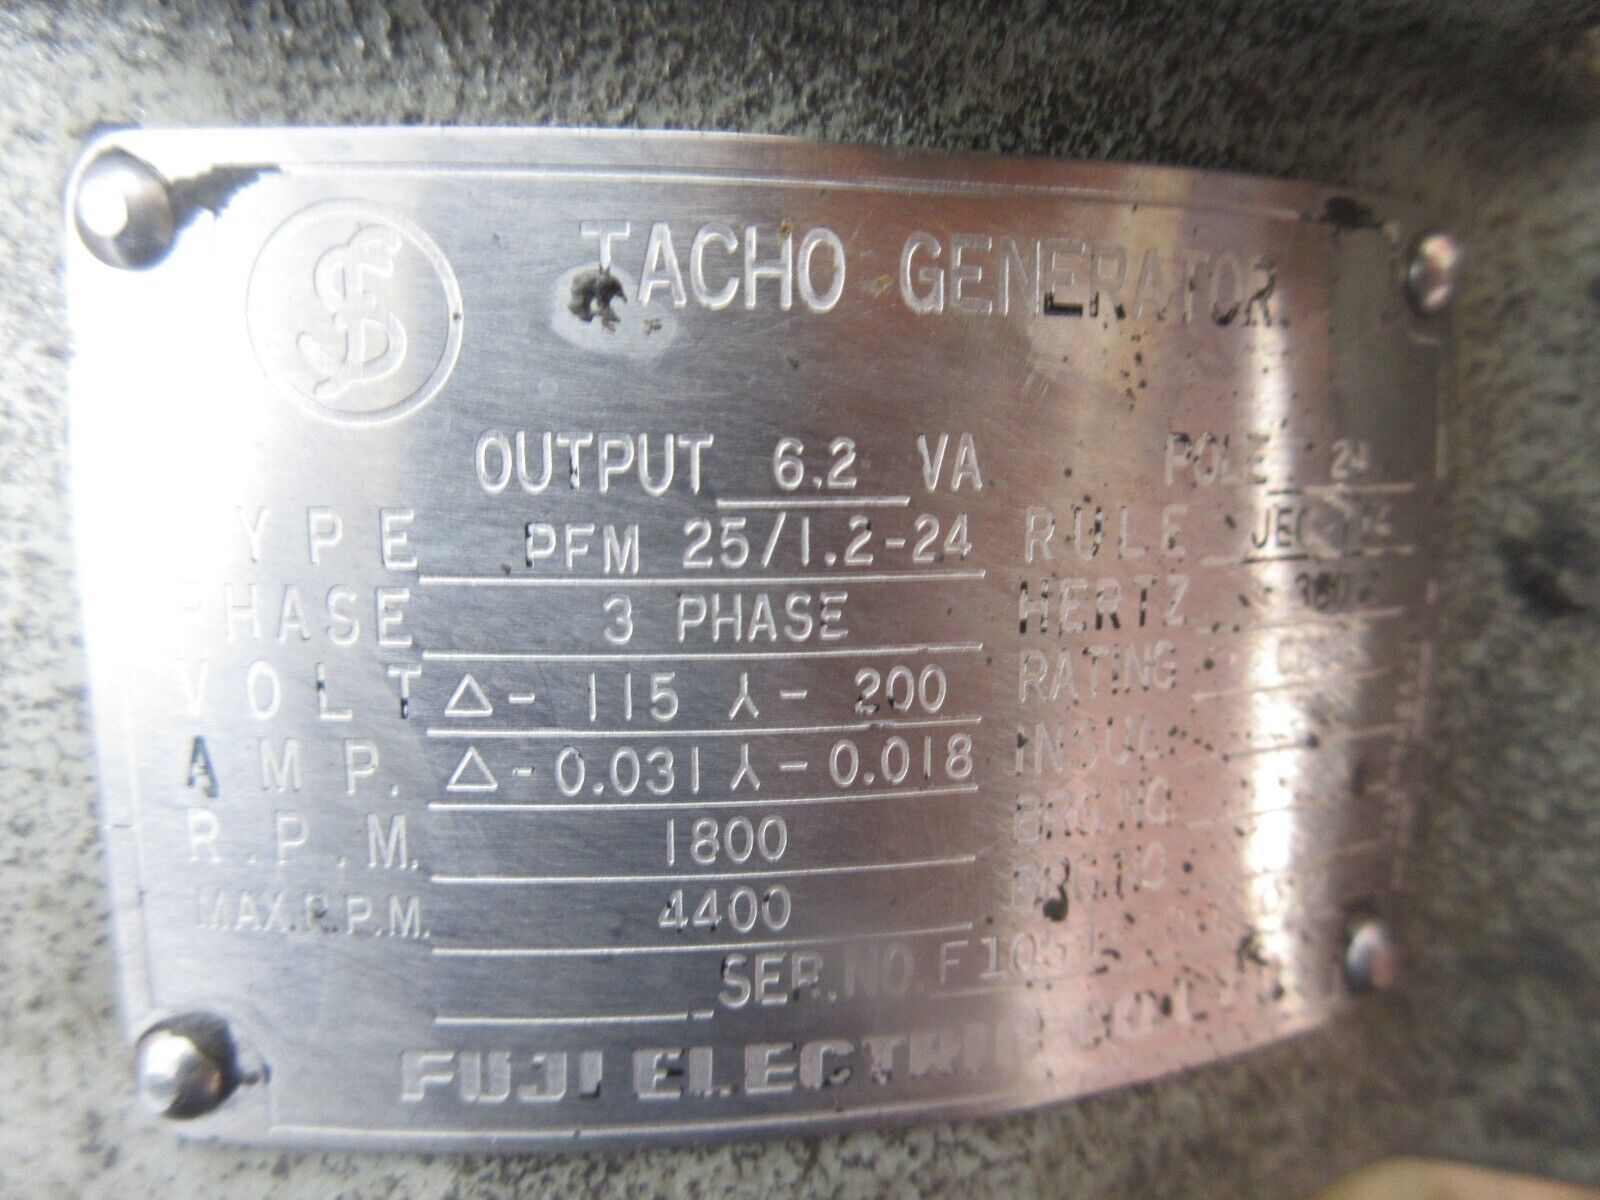 TACHO GENERATOR
OUTPUT 6.2 VA POLE 24
TYPE PFM 25/1.2-24 RULE
PHASE 3 PHASE HERTZ
VOLT △- 115 ⅄- 200 RATING
AMP. △-0.031 ⅄-0.018 INSUL.
R.P.M. 1800 BRG.NO.
MAX.R.P.M. 4400 BRG.NO.
SER.NO.
FUJI ELECTRIC CO.,LTD.